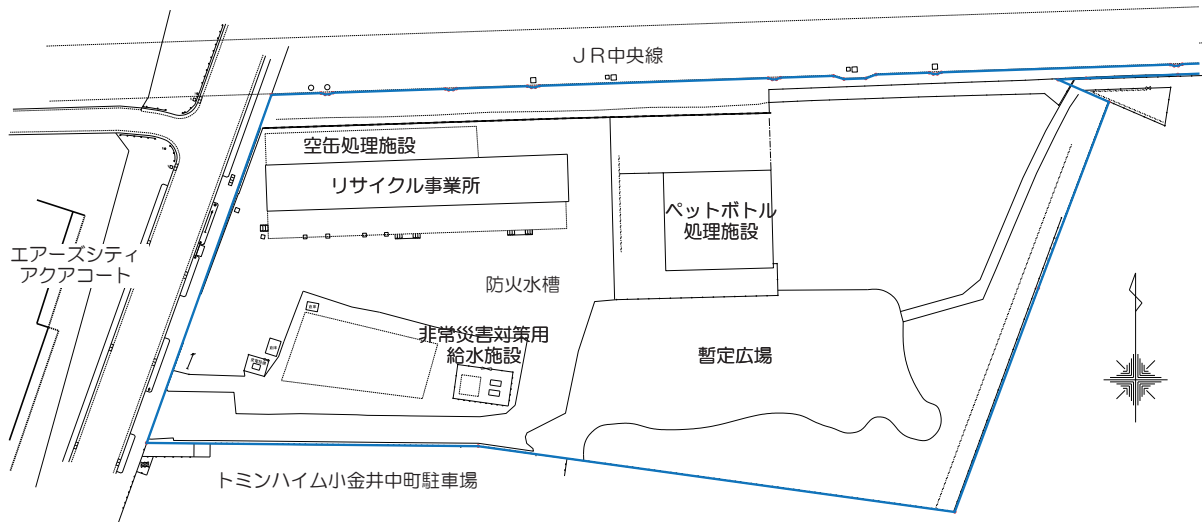 JR中央線
空缶処理施設
リサイクル事業所
ペットボトル
処理施設
エアーズシティ
アクアコート
防火水槽
非常災害対策用
給水施設
暫定広場
トミンハイム小金井中町駐車場